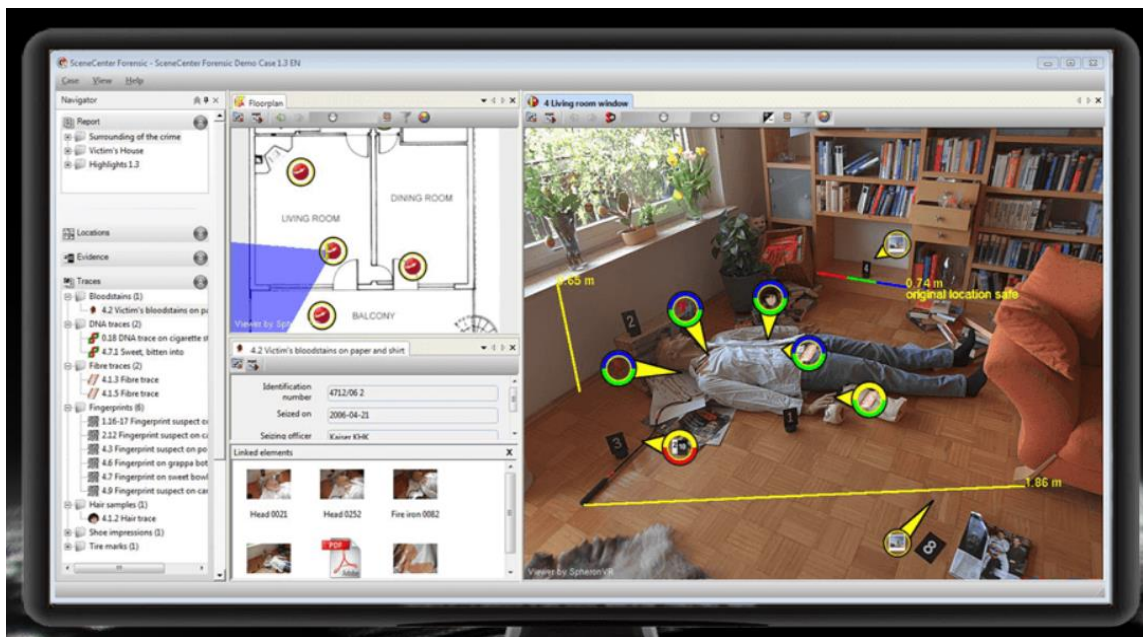 SceneCenter Forensic - SceneCenter Forensic Demo Case 1.3 EN
Case View Help
Navigator
Report
Surrounding of the crime
Victim's House
Highlights 1.3
Locations
Evidence
Traces
Bloodstains (1)
4.2 Victim's bloodstains on pa
DNA traces (2)
0.18 DNA trace on cigarette st
4.7.1 Sweet, bitten into
Fibre traces (2)
4.1.3 Fibre trace
4.1.5 Fibre trace
Fingerprints (6)
1.16-17 Fingerprint suspect o
2.12 Fingerprint suspect on ca
4.3 Fingerprint suspect on po
4.6 Fingerprint on grappa bot
4.7 Fingerprint on sweet bowl
4.9 Fingerprint suspect on car
Hair samples (1)
4.1.2 Hair trace
Shoe impressions (1)
Tire marks (1)
Floorplan
LIVING ROOM
DINING ROOM
BALCONY
Viewer by Sphe
4.2 Victim's bloodstains on paper and shirt
Identification
number
4712/06 2
Seized on
2006-04-21
Seizing officer
Kaiser KHK
Linked elements
Head 0021
Head 0252
Fire iron 0082
PDF
Adobe
4 Living room window
0.74 m
original location safe
1.86 m
2
3
4
8
Viewer by SpheronVR